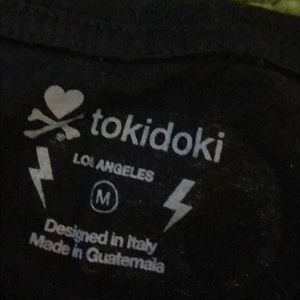 tokidoki
LOS ANGELES
M
Designed in Italy
Made in Guatemala